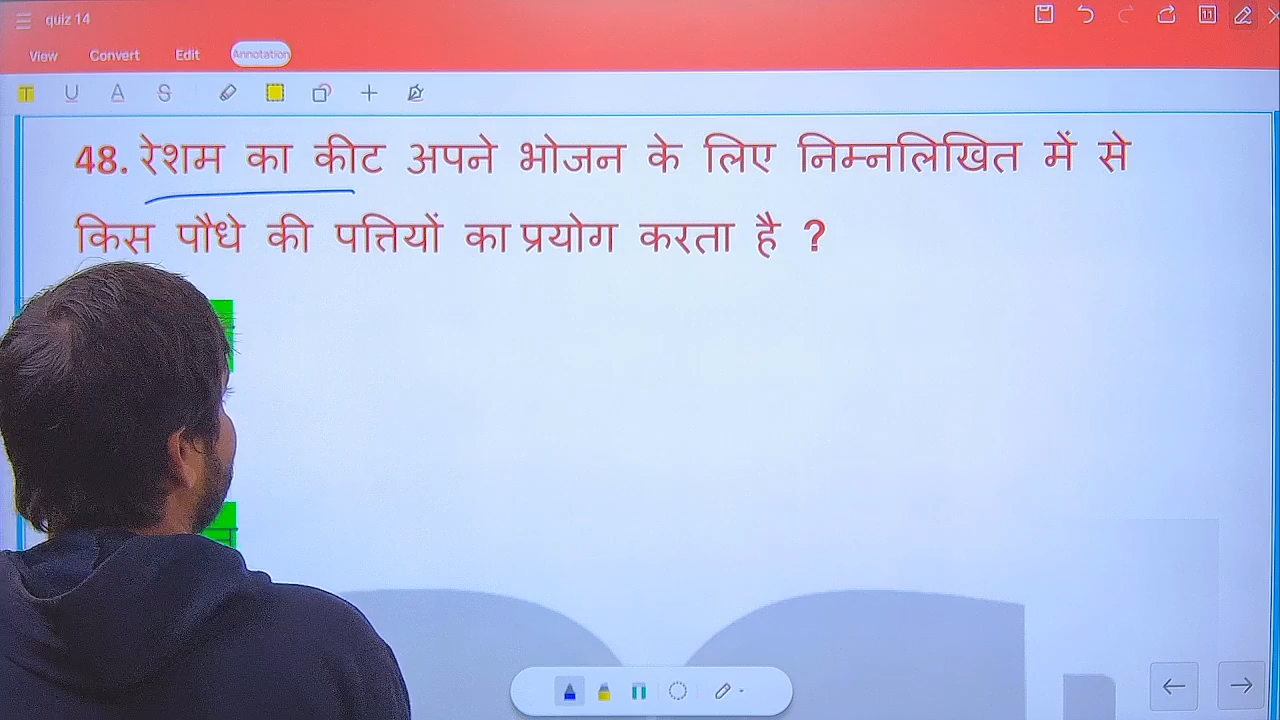 quiz 14
View Convert Edit Annotation
T U A S
48. रेशम का कीट अपने भोजन के लिए निम्नलिखित में से
किस पौधे की पत्तियों का प्रयोग करता है ?